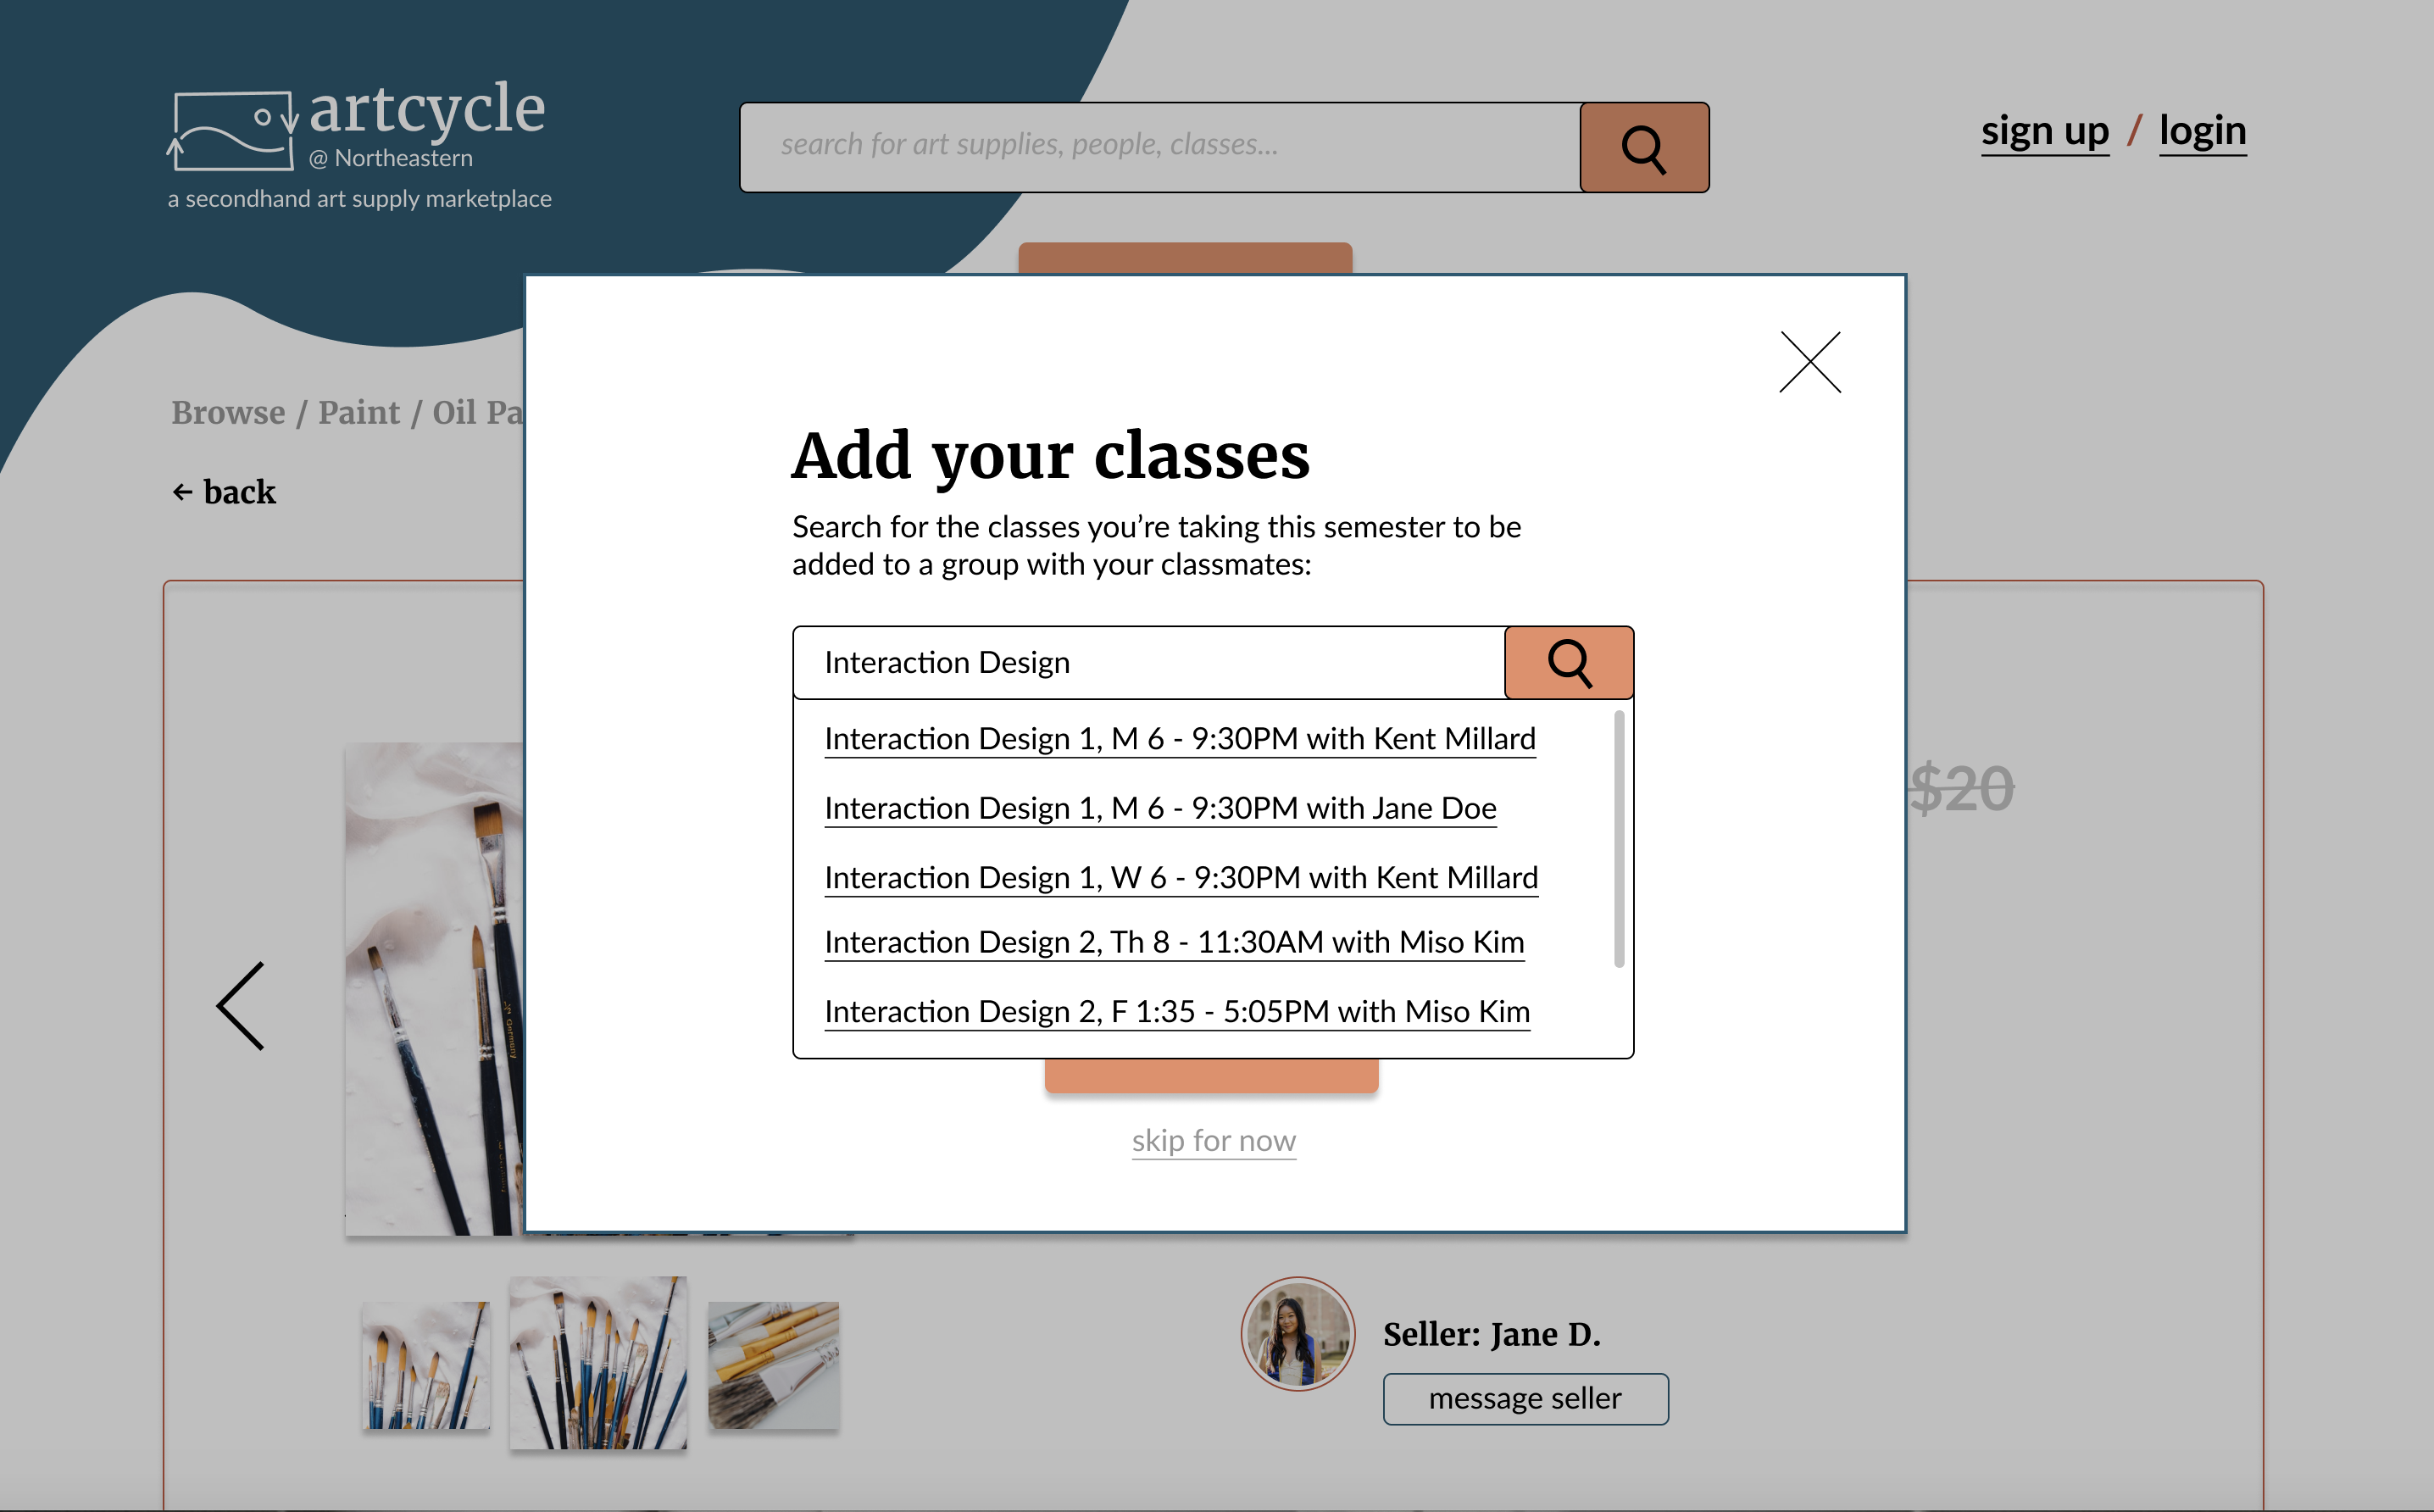 artcycle
@ Northeastern
a secondhand art supply marketplace
search for art supplies, people, classes...
sign up / login
Browse / Paint / Oil Pa
← back
Add your classes
Search for the classes you’re taking this semester to be
added to a group with your classmates:
Interaction Design
Interaction Design 1, M 6 - 9:30PM with Kent Millard
Interaction Design 1, M 6 - 9:30PM with Jane Doe
Interaction Design 1, W 6 - 9:30PM with Kent Millard
Interaction Design 2, Th 8 - 11:30AM with Miso Kim
Interaction Design 2, F 1:35 - 5:05PM with Miso Kim
skip for now
$20
Seller: Jane D.
message seller